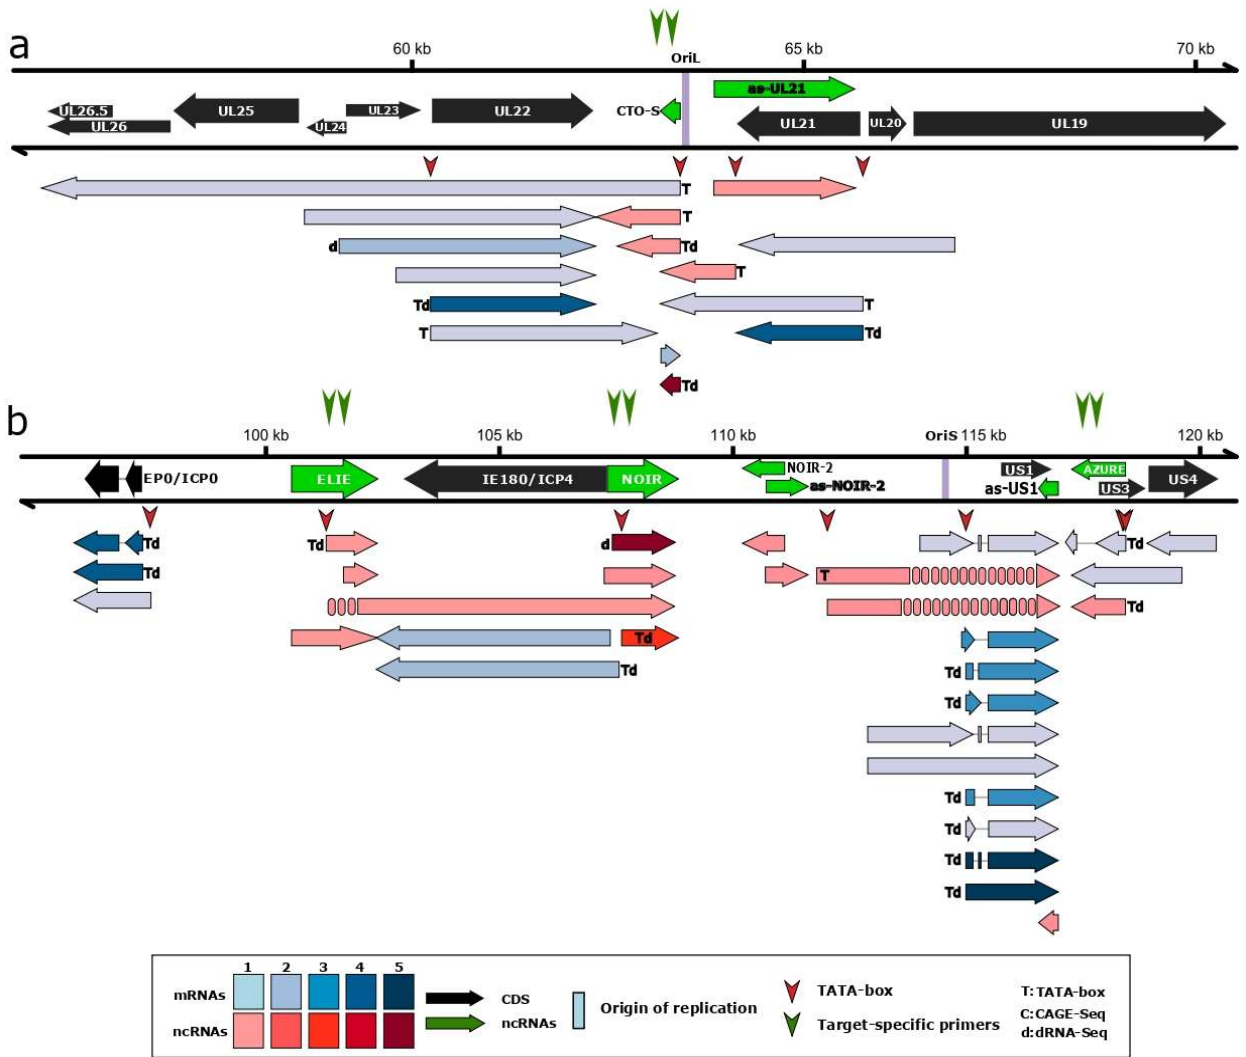 a
60 kb
65 kb
70 kb
OriL
UL26.5
UL26
UL25
UL24
UL23
UL22
CTO-S
as-UL21
UL21
UL20
UL19
T
T
d
Td
T
Td
T
T
Td
Td
b
100 kb
105 kb
110 kb
OriS
115 kb
120 kb
EP0/ICP0
ELIE
IE180/ICP4
NOIR
NOIR-2
as-NOIR-2
US1
as-US1
AZURE
US3
US4
Td
Td
d
Td
Td
T
Td
Td
Td
Td
Td
Td
Td
Td
Td
1 2 3 4 5
mRNAs
ncRNAs
CDS
ncRNAs
Origin of replication
TATA-box
Target-specific primers
T:TATA-box
C:CAGE-Seq
d:dRNA-Seq